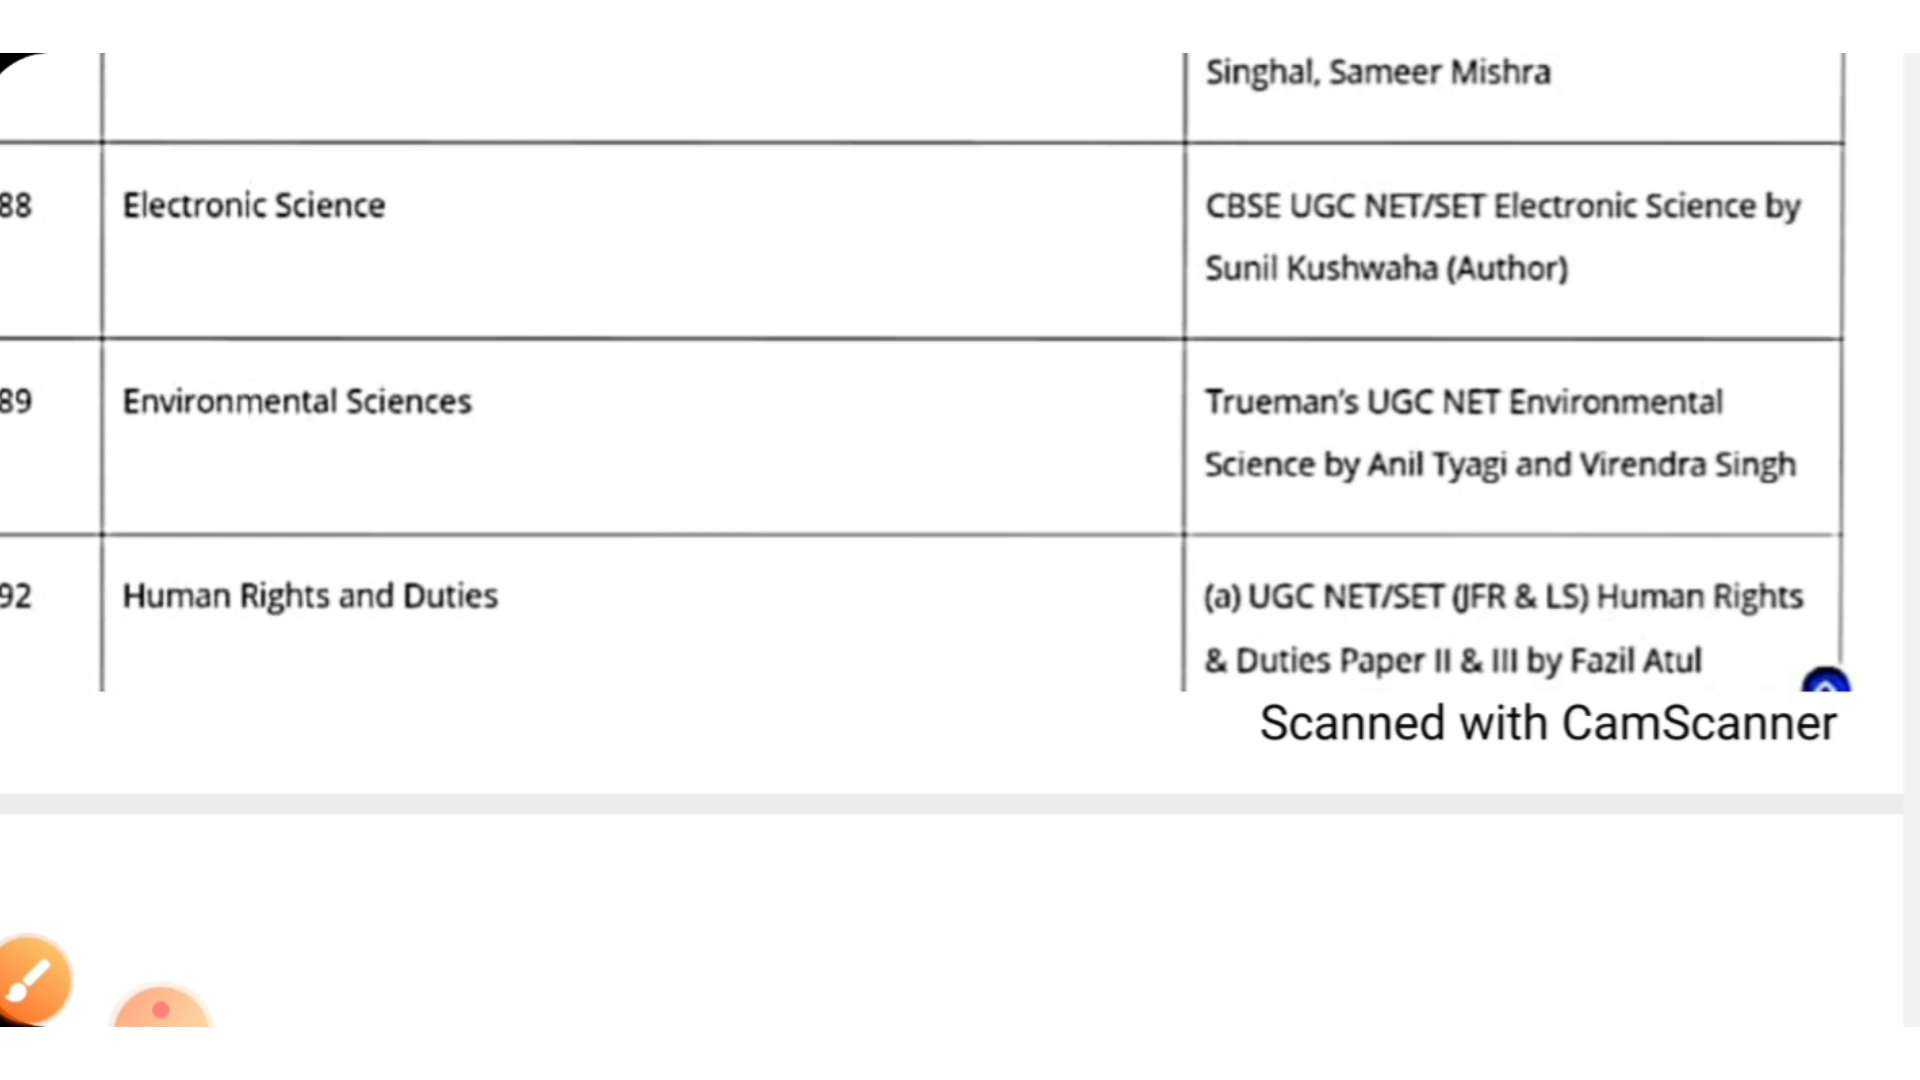 Singhal, Sameer Mishra
88 Electronic Science CBSE UGC NET/SET Electronic Science by
Sunil Kushwaha (Author)
89 Environmental Sciences Trueman's UGC NET Environmental
Science by Anil Tyagi and Virendra Singh
92 Human Rights and Duties (a) UGC NET/SET (JFR & LS) Human Rights
& Duties Paper II & III by Fazil Atul
Scanned with CamScanner